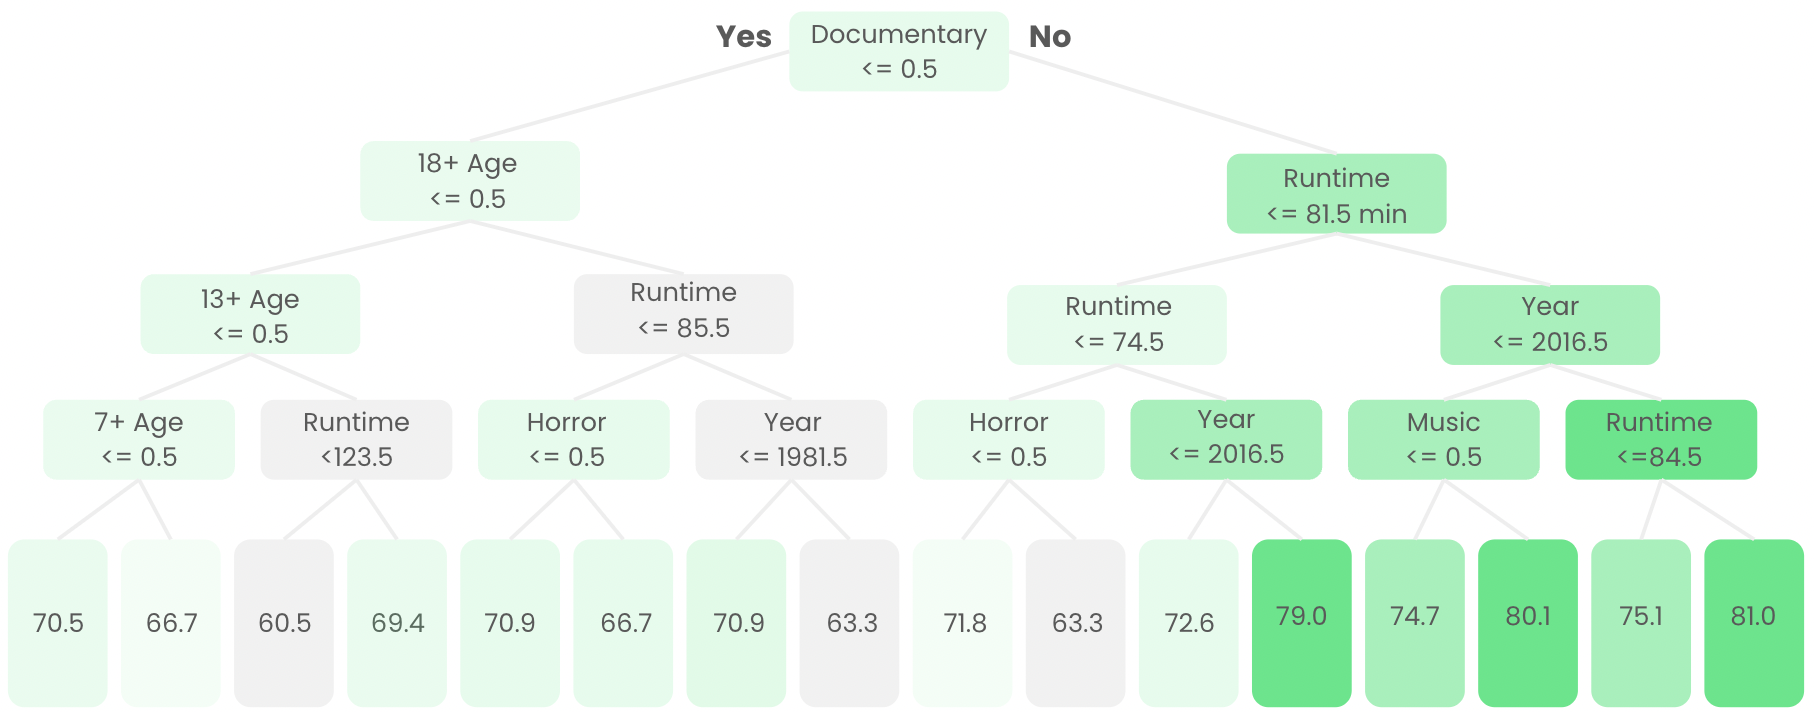 Yes
Documentary
<= 0.5
No
18+ Age
<= 0.5
Runtime
<= 81.5 min
13+ Age
<= 0.5
Runtime
<= 85.5
Runtime
<= 74.5
Year
<= 2016.5
7+ Age
<= 0.5
Runtime
<123.5
Horror
<= 0.5
Year
<= 1981.5
Horror
<= 0.5
Year
<= 2016.5
Music
<= 0.5
Runtime
<=84.5
70.5
66.7
60.5
69.4
70.9
66.7
70.9
63.3
71.8
63.3
72.6
79.0
74.7
80.1
75.1
81.0